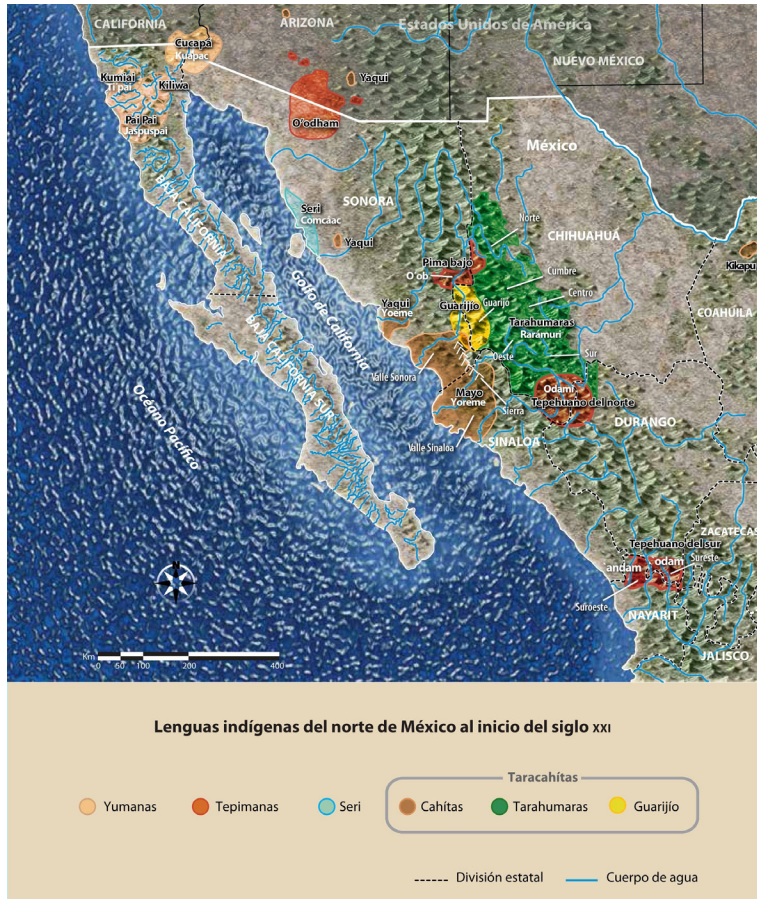 CALIFORNIA
ARIZONA
Estados Unidos de América
Cucapá
Kuapac
NUEVO MÉXICO
Kumiai
Ti pai
Kiliwa
Yaqui
Pai Pai
Jaspuspai
O'odham
México
BAJA CALIFORNIA
SONORA
Seri
Comcáac
Norte
CHIHUAHUA
Yaqui
Pima bajo
Kikapú
O'ob
Cumbre
Golfo de California
Centro
Yaqui
Yoeme
Guarijío
Guarijó
COAHUILA
Tarahumaras
Rarámuri
BAJA CALIFORNIA SUR
Oeste
Sur
Valle Sonora
Océano Pacífico
Odami
Mayo
Yoreme
Sierra
Tepehuano del norte
DURANGO
Valle Sinaloa
SINALOA
ZACATECAS
Tepehuano del sur
andam
odam
Sureste
Suroeste
NAYARIT
JALISCO
Km
0 60 100 200 400
Lenguas indígenas del norte de México al inicio del siglo XXI
Taracahítas
Yumanas
Tepimanas
Seri
Cahítas
Tarahumaras
Guarijío
División estatal
Cuerpo de agua